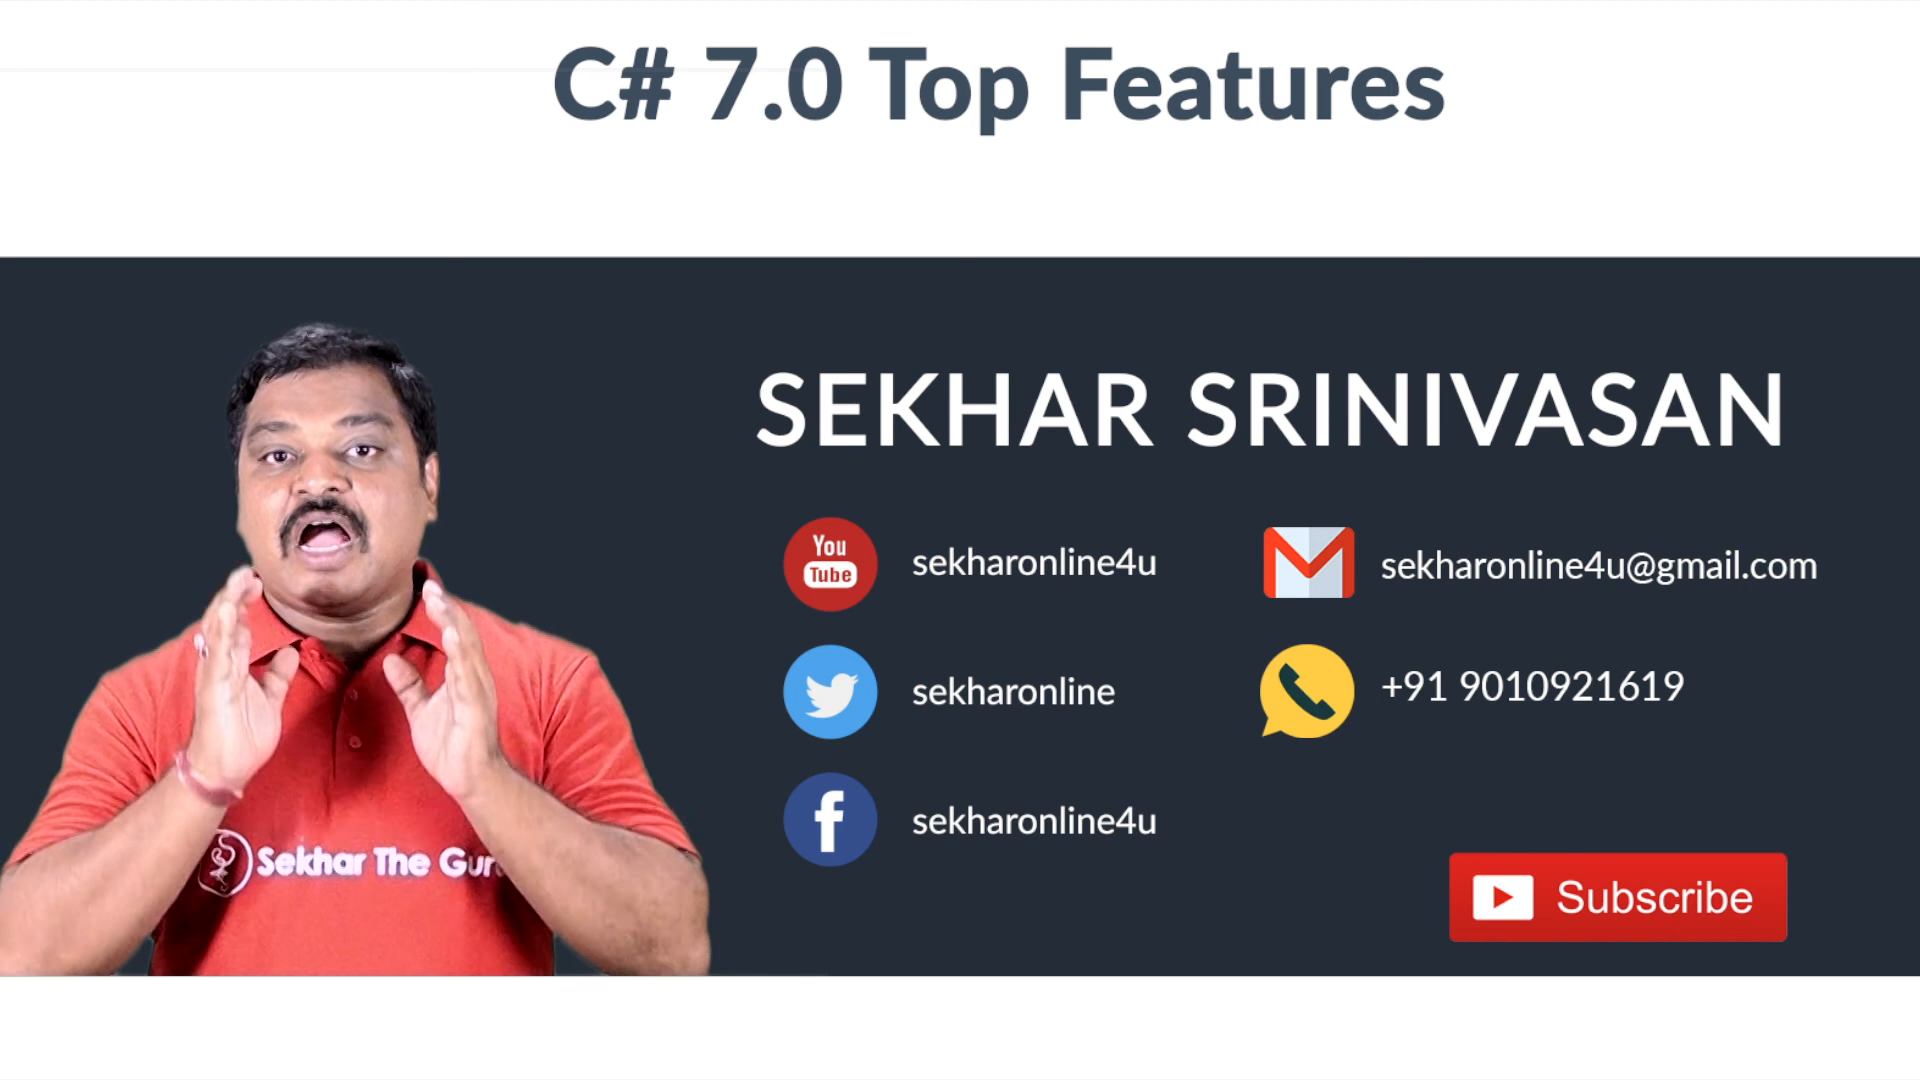 C# 7.0 Top Features
SEKHAR SRINIVASAN
You
Tube
sekharonline4u
sekharonline4u@gmail.com
sekharonline
+91 9010921619
sekharonline4u
Sekhar The Gur
Subscribe